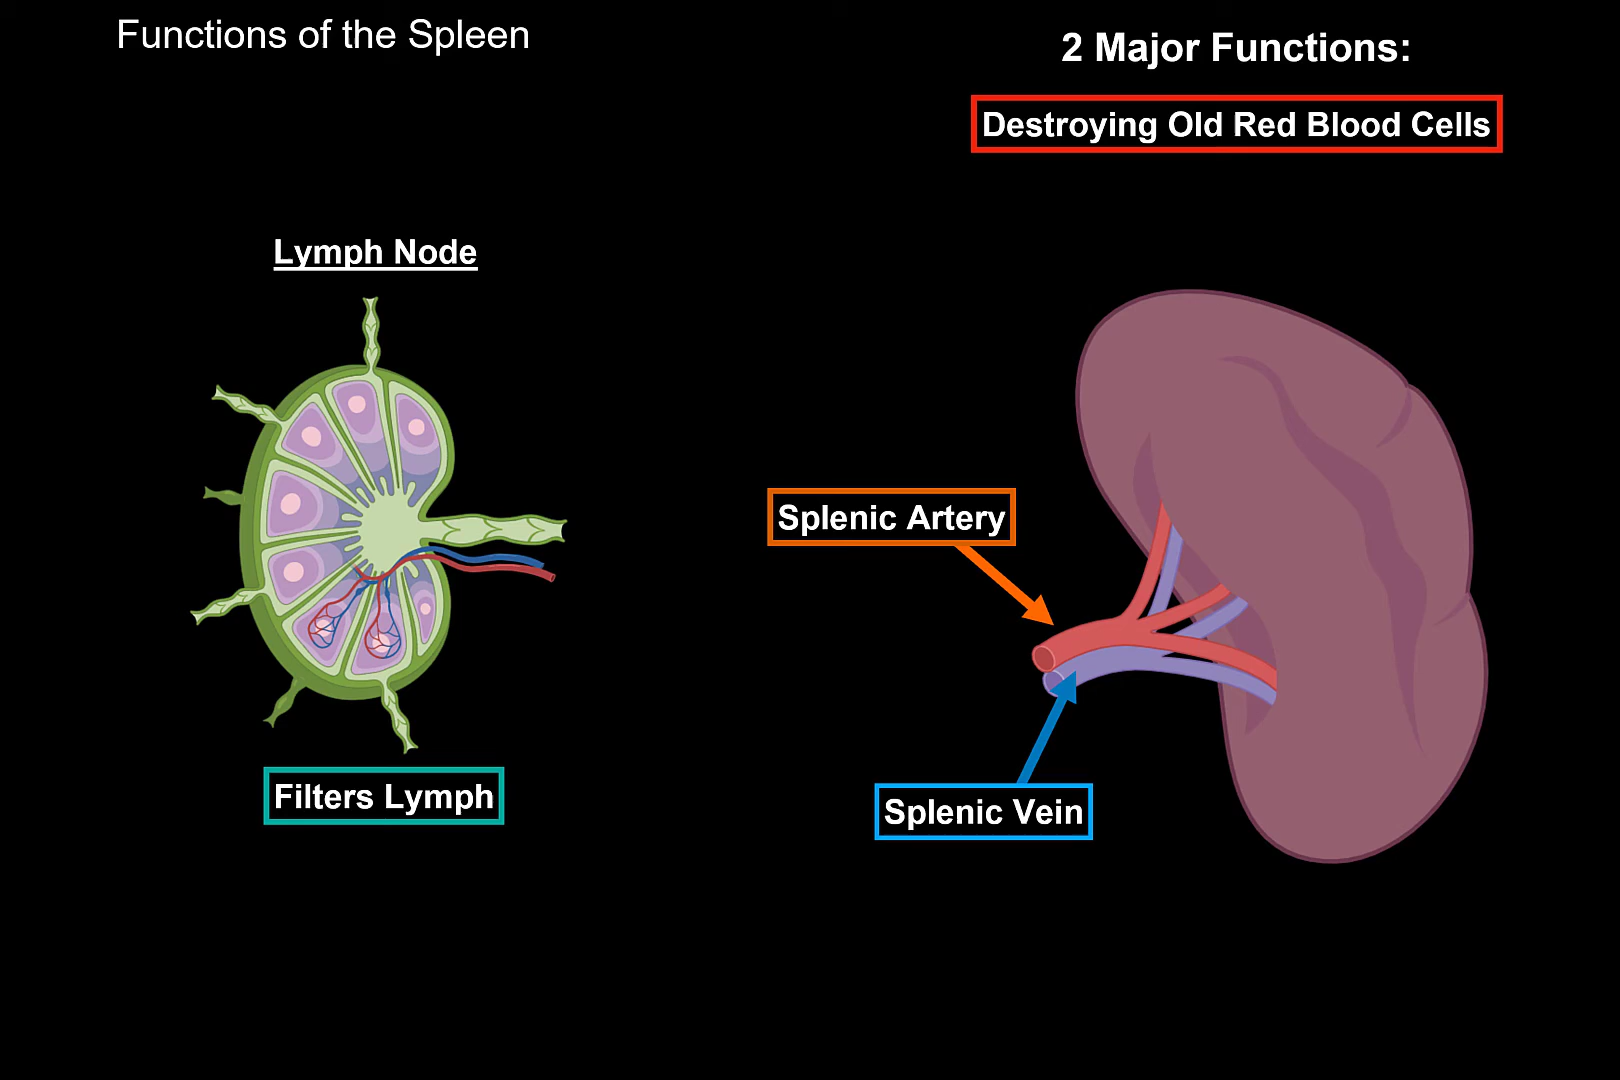 Functions of the Spleen
2 Major Functions:
Destroying Old Red Blood Cells
Lymph Node
Splenic Artery
Filters Lymph
Splenic Vein